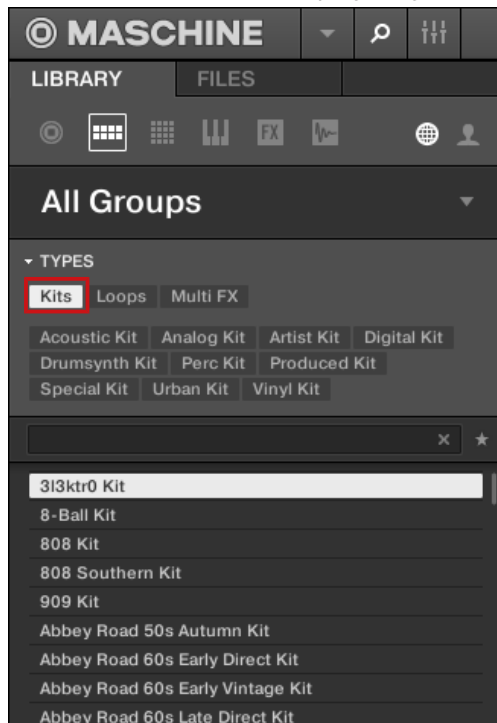 MASCHINE
LIBRARY FILES
FX
All Groups
TYPES
Kits Loops Multi FX
Acoustic Kit Analog Kit Artist Kit Digital Kit
Drumsynth Kit Perc Kit Produced Kit
Special Kit Urban Kit Vinyl Kit
3l3ktr0 Kit
8-Ball Kit
808 Kit
808 Southern Kit
909 Kit
Abbey Road 50s Autumn Kit
Abbey Road 60s Early Direct Kit
Abbey Road 60s Early Vintage Kit
Abbey Road 60s Late Direct Kit